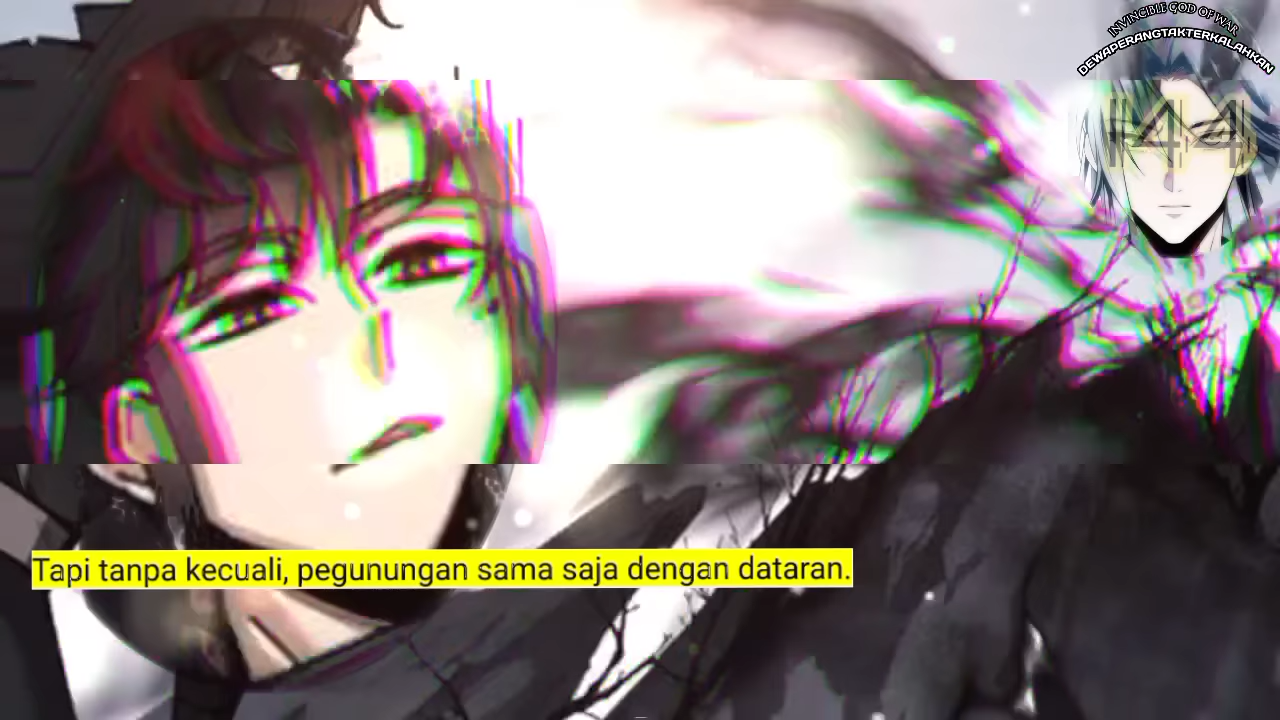 INVINCIBLE GOD OF WAR
DEWAPERANGTAKTERKALAHKAN
144
Tapi tanpa kecuali, pegunungan sama saja dengan dataran.